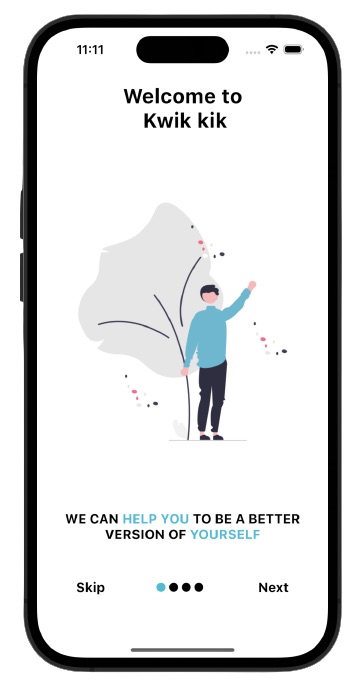 11:11
Welcome to
Kwik kik
WE CAN HELP YOU TO BE A BETTER
VERSION OF YOURSELF
Skip
Next